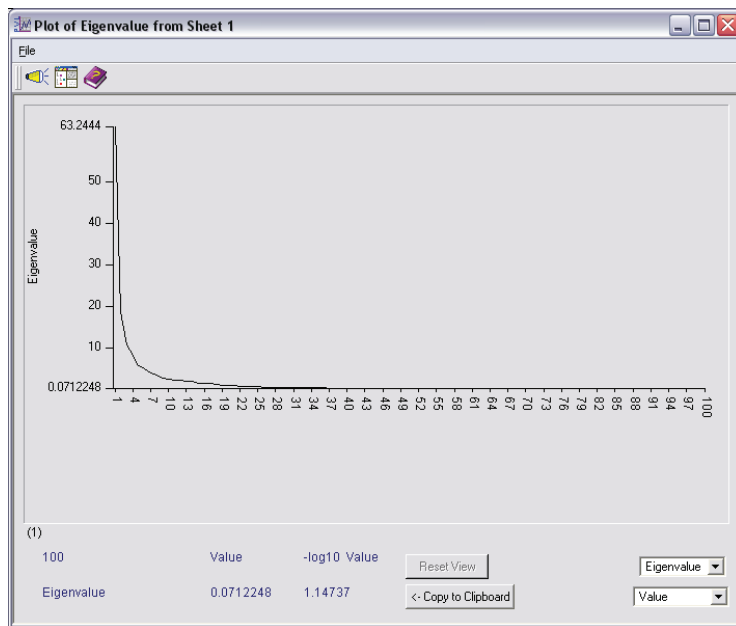 Plot of Eigenvalue from Sheet 1
File
63.2444
50
40
30
20
10
0.0712248
Eigenvalue
1 4 7 10 13 16 19 22 25 28 31 34 37 40 43 46 49 52 55 58 61 64 67 70 73 76 79 82 85 88 91 94 97 100
(1)
100 Value -log10 Value Reset View Eigenvalue
Eigenvalue 0.0712248 1.14737 <- Copy to Clipboard Value